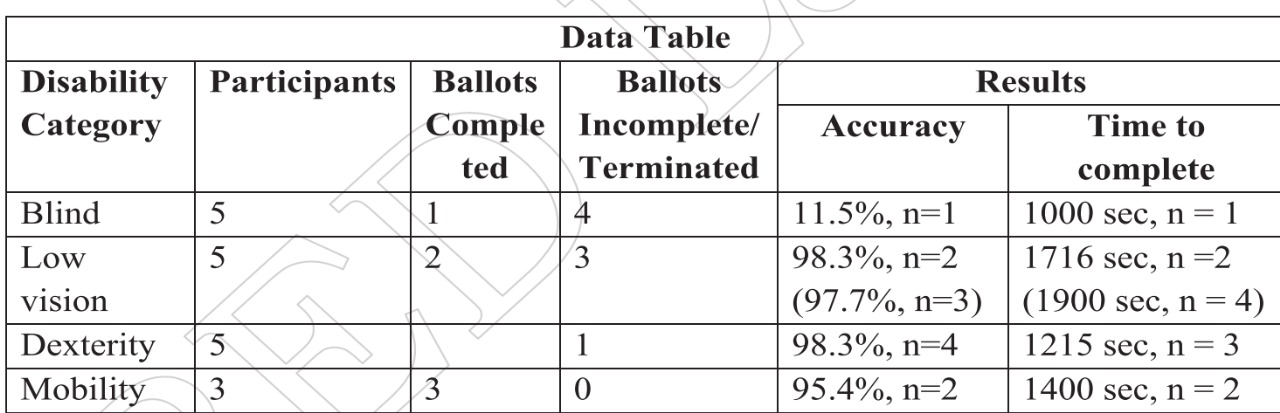 Data Table
Disability Category Participants Ballots Comple ted Ballots Incomplete/ Terminated Results
Accuracy Time to complete
Blind 5 1 4 11.5%, n=1 1000 sec, n = 1
Low vision 5 2 3 98.3%, n=2 (97.7%, n=3) 1716 sec, n =2 (1900 sec, n = 4)
Dexterity 5 1 98.3%, n=4 1215 sec, n = 3
Mobility 3 3 0 95.4%, n=2 1400 sec, n = 2